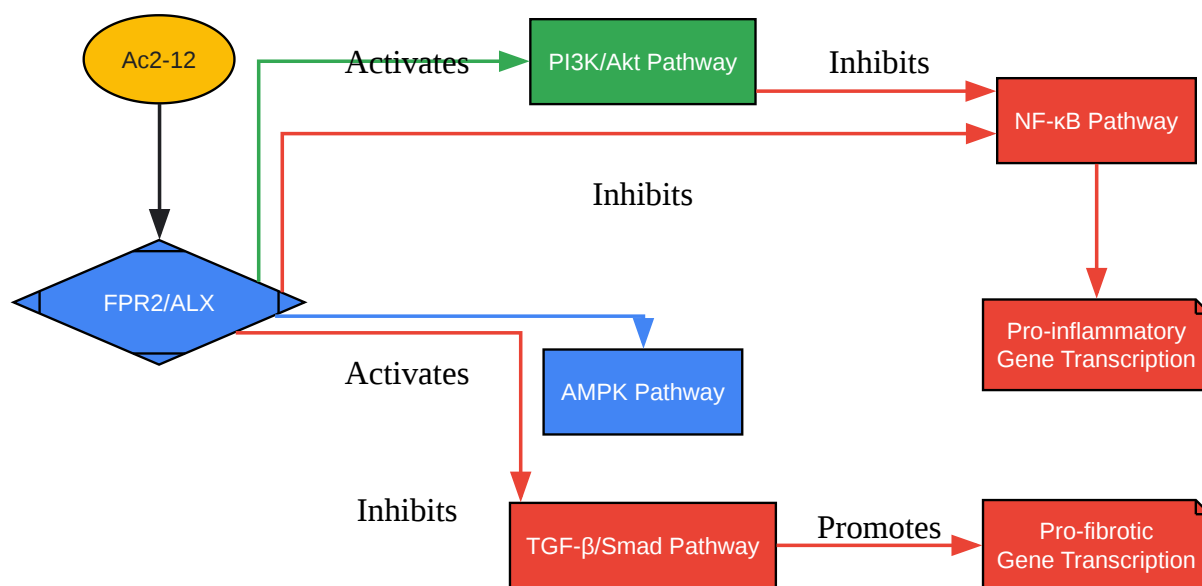 Ac2-12
Activates
PI3K/Akt Pathway
Inhibits
NF-κB Pathway
Inhibits
FPR2/ALX
Pro-inflammatory
Gene Transcription
Activates
AMPK Pathway
Inhibits
TGF-β/Smad Pathway
Promotes
Pro-fibrotic
Gene Transcription